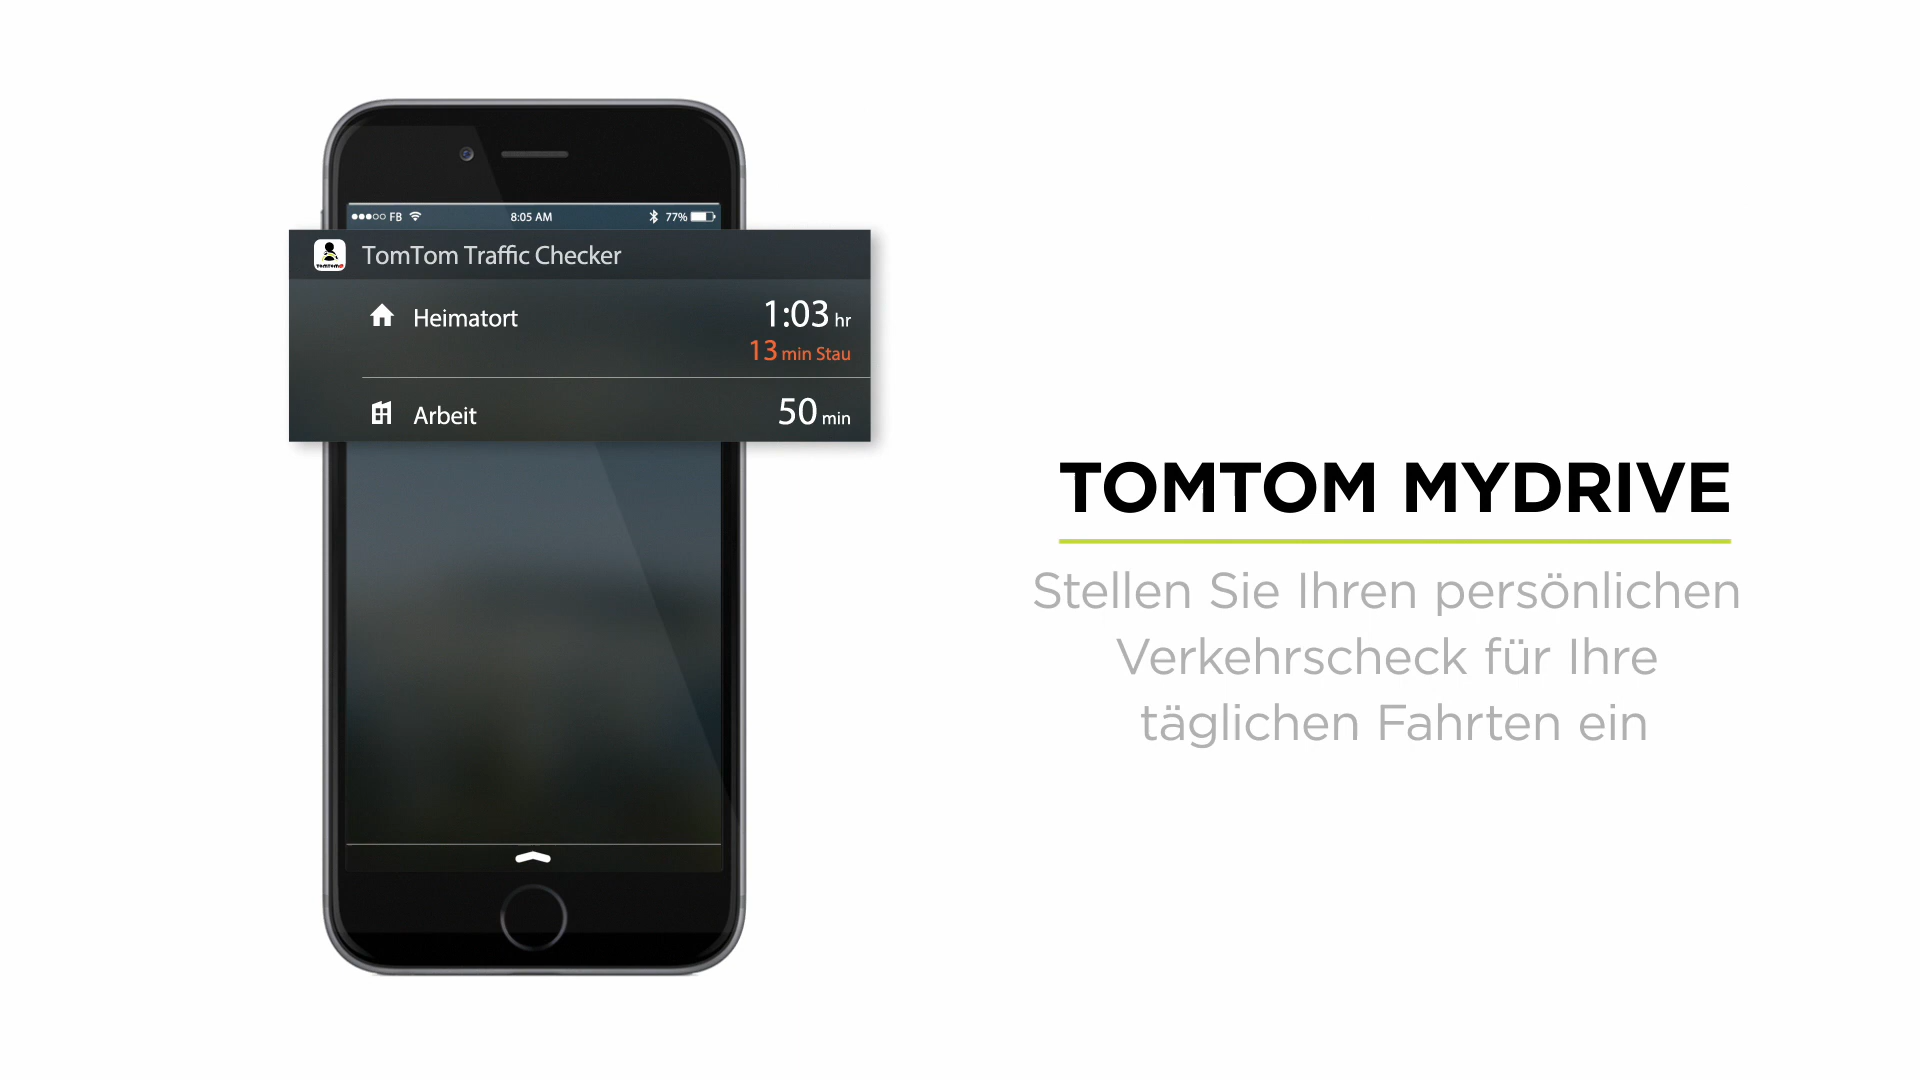 FB 8:05 AM 77%
TomTom Traffic Checker
Heimatort 1:03 hr
13 min Stau
Arbeit 50 min
TOMTOM MYDRIVE
Stellen Sie Ihren persönlichen
Verkehrscheck für Ihre
täglichen Fahrten ein